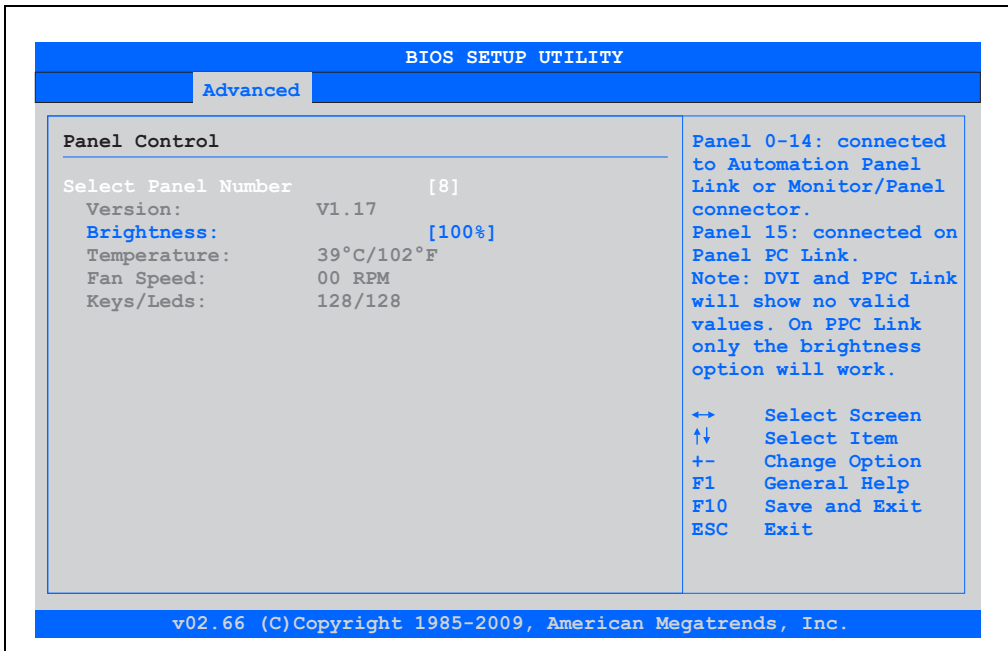 BIOS SETUP UTILITY
Advanced
Panel Control
Select Panel Number [8]
Version: V1.17
Brightness: [100%]
Temperature: 39°C/102°F
Fan Speed: 00 RPM
Keys/Leds: 128/128
Panel 0-14: connected
to Automation Panel
Link or Monitor/Panel
connector.
Panel 15: connected on
Panel PC Link.
Note: DVI and PPC Link
will show no valid
values. On PPC Link
only the brightness
option will work.
↔ Select Screen
↑↓ Select Item
+- Change Option
F1 General Help
F10 Save and Exit
ESC Exit
v02.66 (C)Copyright 1985-2009, American Megatrends, Inc.